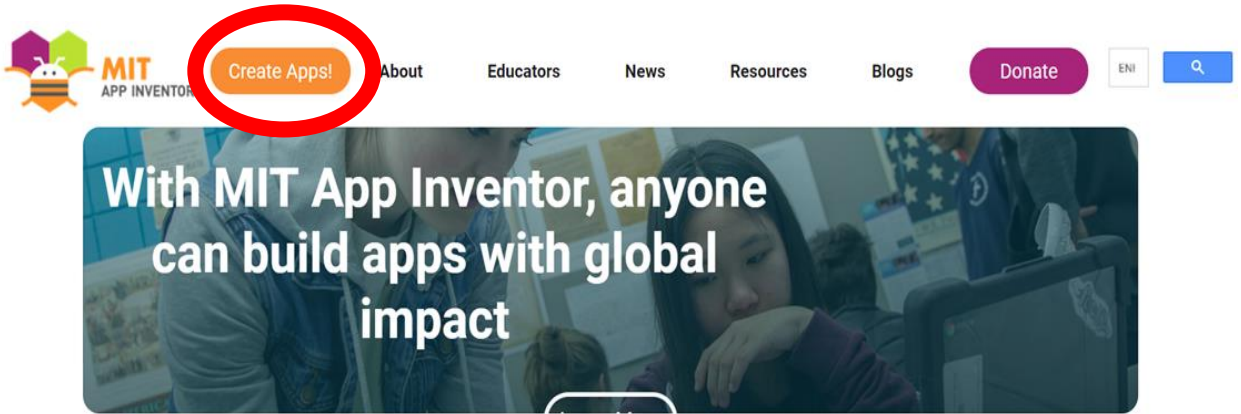 MIT
APP INVENTOR
Create Apps!
About
Educators
News
Resources
Blogs
Donate
ENI
With MIT App Inventor, anyone
can build apps with global
impact